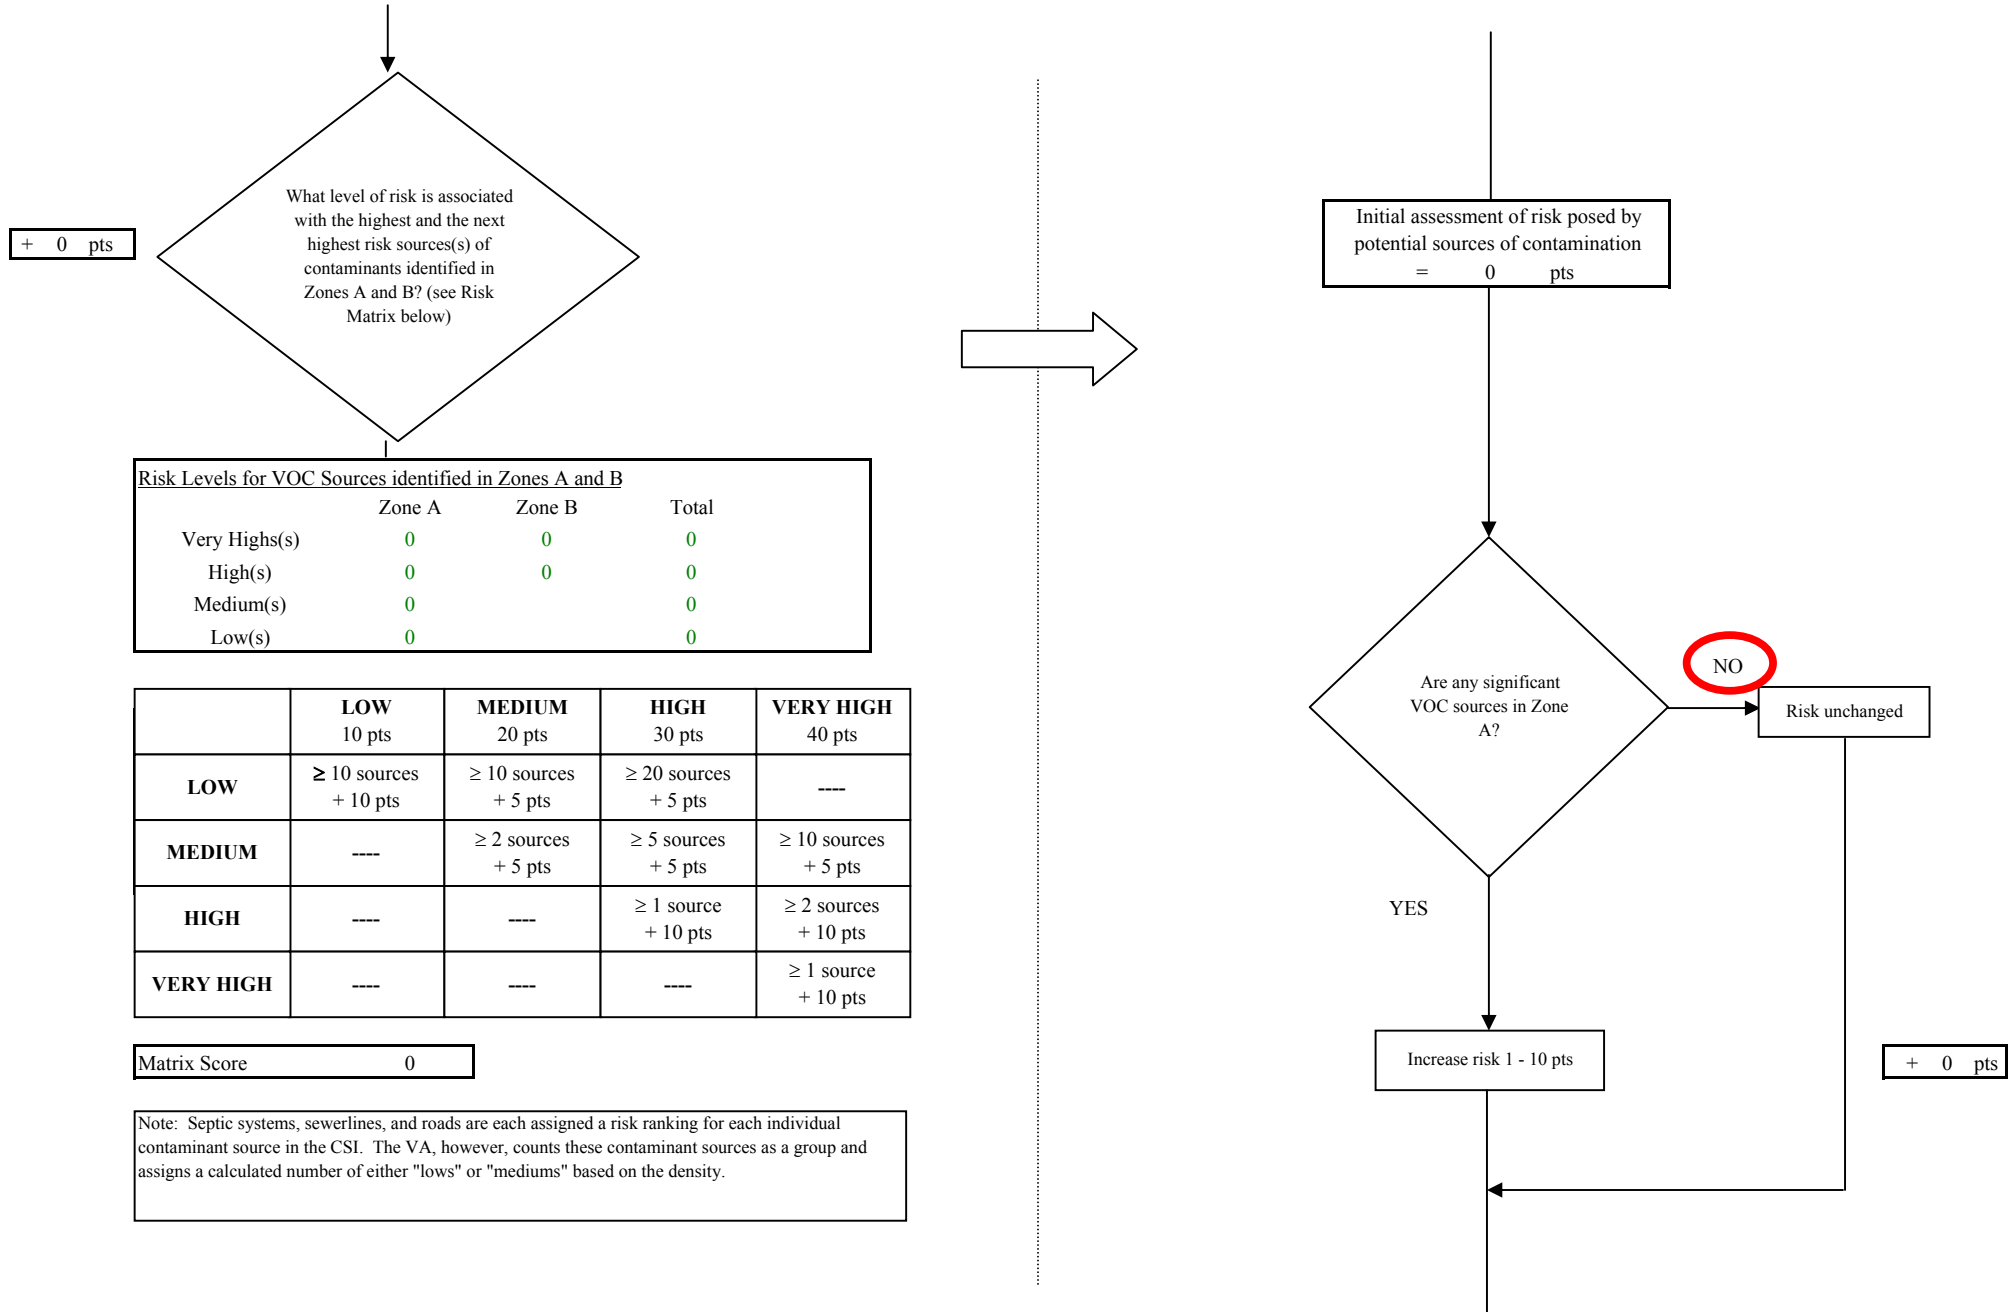 What level of risk is associated
with the highest and the next
highest risk sources(s) of
contaminants identified in
Zones A and B? (see Risk
Matrix below)
+ 0 pts
Risk Levels for VOC Sources identified in Zones A and B
Zone A Zone B Total
Very Highs(s) 0 0 0
High(s) 0 0 0
Medium(s) 0 0
Low(s) 0 0
LOW MEDIUM HIGH VERY HIGH
10 pts 20 pts 30 pts 40 pts
LOW ≥ 10 sources + 10 pts ≥ 10 sources + 5 pts ≥ 20 sources + 5 pts ----
MEDIUM ---- ≥ 2 sources + 5 pts ≥ 5 sources + 5 pts ≥ 10 sources + 5 pts
HIGH ---- ---- ≥ 1 source + 10 pts ≥ 2 sources + 10 pts
VERY HIGH ---- ---- ---- ≥ 1 source + 10 pts
Matrix Score 0
Note: Septic systems, sewerlines, and roads are each assigned a risk ranking for each individual
contaminant source in the CSI. The VA, however, counts these contaminant sources as a group and
assigns a calculated number of either "lows" or "mediums" based on the density.
Initial assessment of risk posed by
potential sources of contamination
= 0 pts
Are any significant
VOC sources in Zone
A?
NO
Risk unchanged
YES
Increase risk 1 - 10 pts
+ 0 pts